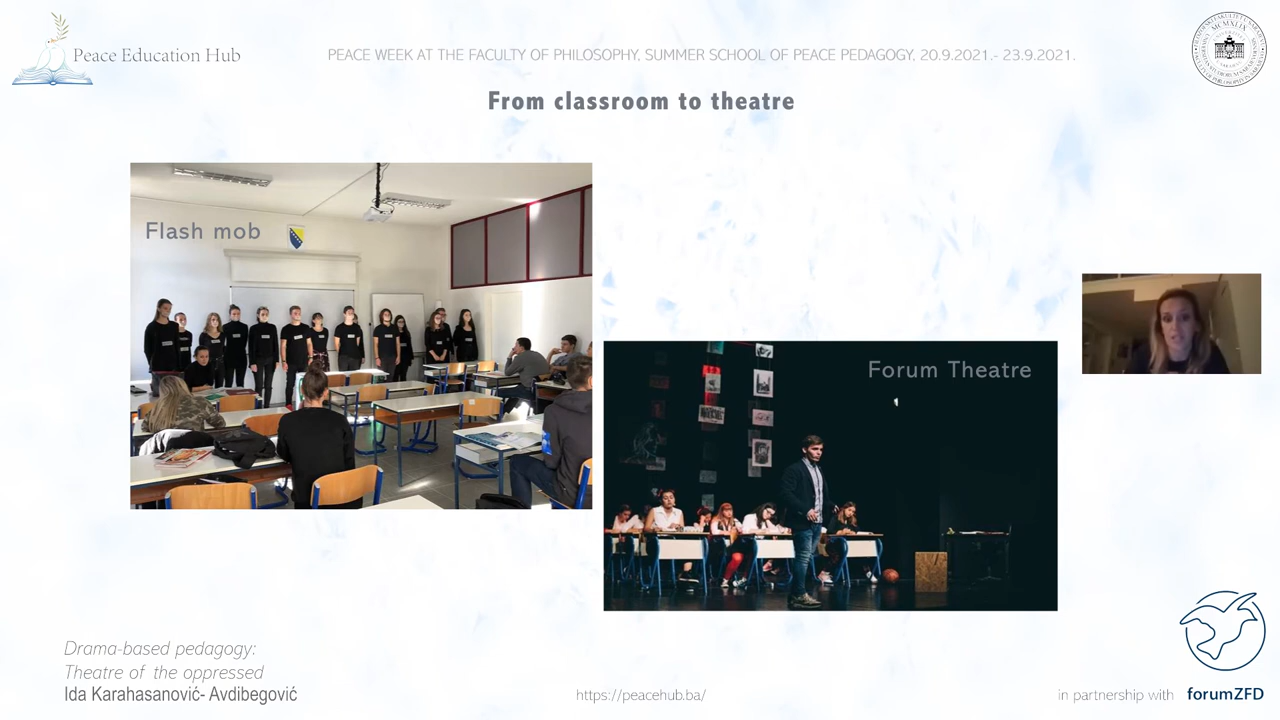 Peace Education Hub
PEACE WEEK AT THE FACULTY OF PHILOSOPHY, SUMMER SCHOOL OF PEACE PEDAGOGY, 20.9.2021.- 23.9.2021.
From classroom to theatre
Flash mob
Forum Theatre
Drama-based pedagogy:
Theatre of the oppressed
Ida Karahasanović- Avdibegović
https://peacehub.ba/
in partnership with forumZFD